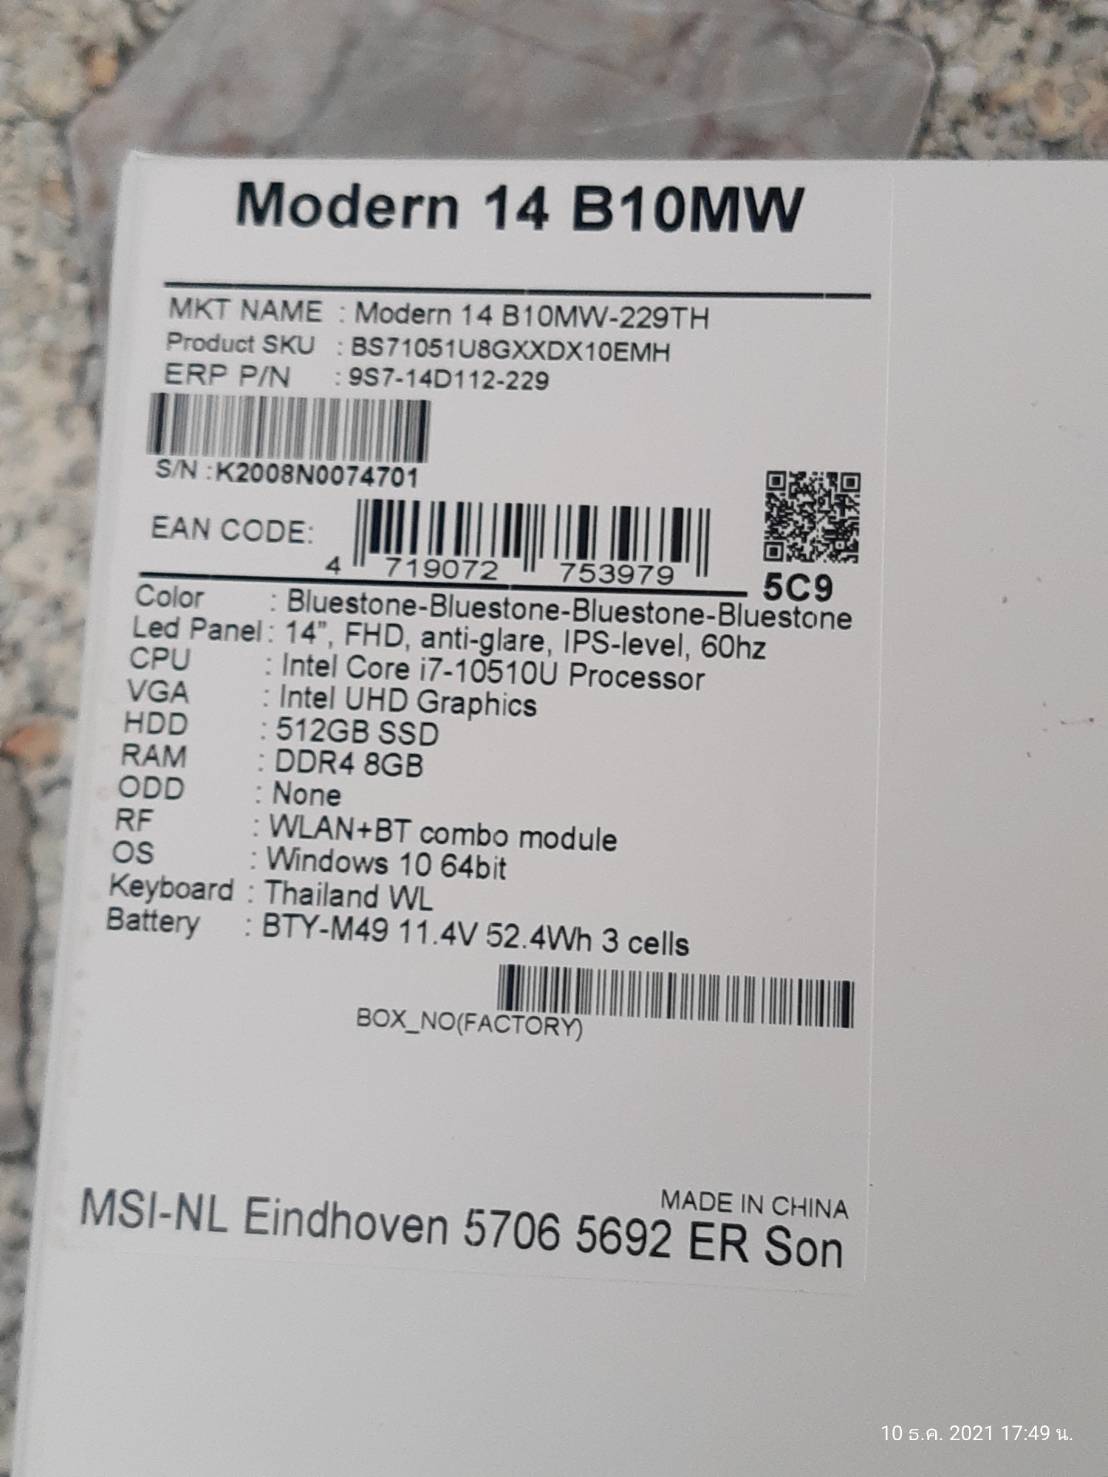 Modern 14 B10MW
MKT NAME : Modern 14 B10MW-229TH
Product SKU : BS71051U8GXXDX10EMH
ERP P/N : 9S7-14D112-229
S/N :K2008N0074701
EAN CODE:
4 719072 753979
5C9
Color : Bluestone-Bluestone-Bluestone-Bluestone
Led Panel : 14", FHD, anti-glare, IPS-level, 60hz
CPU : Intel Core i7-10510U Processor
VGA : Intel UHD Graphics
HDD : 512GB SSD
RAM : DDR4 8GB
ODD : None
RF : WLAN+BT combo module
OS : Windows 10 64bit
Keyboard : Thailand WL
Battery : BTY-M49 11.4V 52.4Wh 3 cells
BOX_NO(FACTORY)
MADE IN CHINA
MSI-NL Eindhoven 5706 5692 ER Son
10 ธ.ค. 2021 17:49 น.